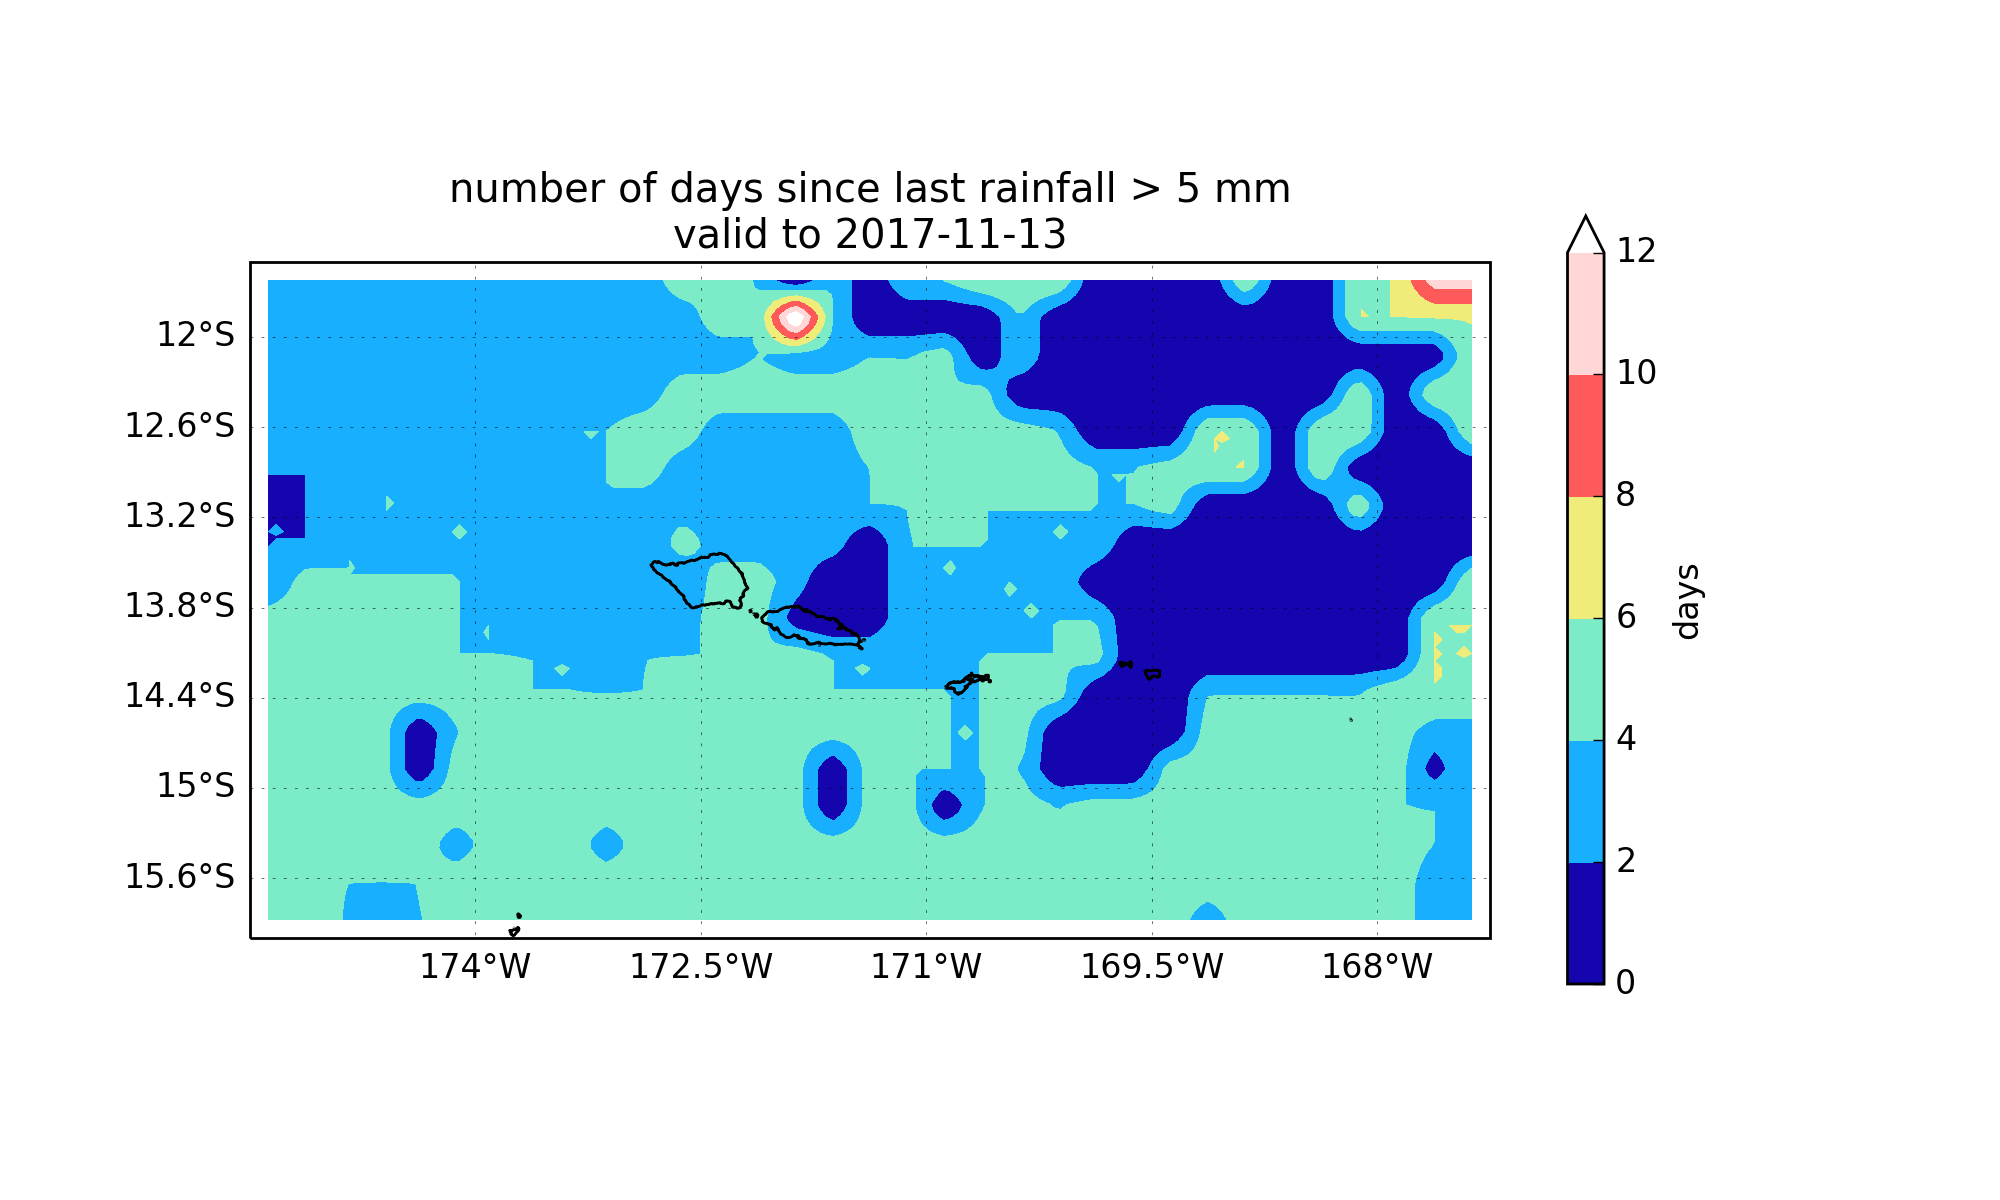 number of days since last rainfall > 5 mm
valid to 2017-11-13
12°S
12.6°S
13.2°S
13.8°S
14.4°S
15°S
15.6°S
174°W
172.5°W
171°W
169.5°W
168°W
12
10
8
6
4
2
0
days